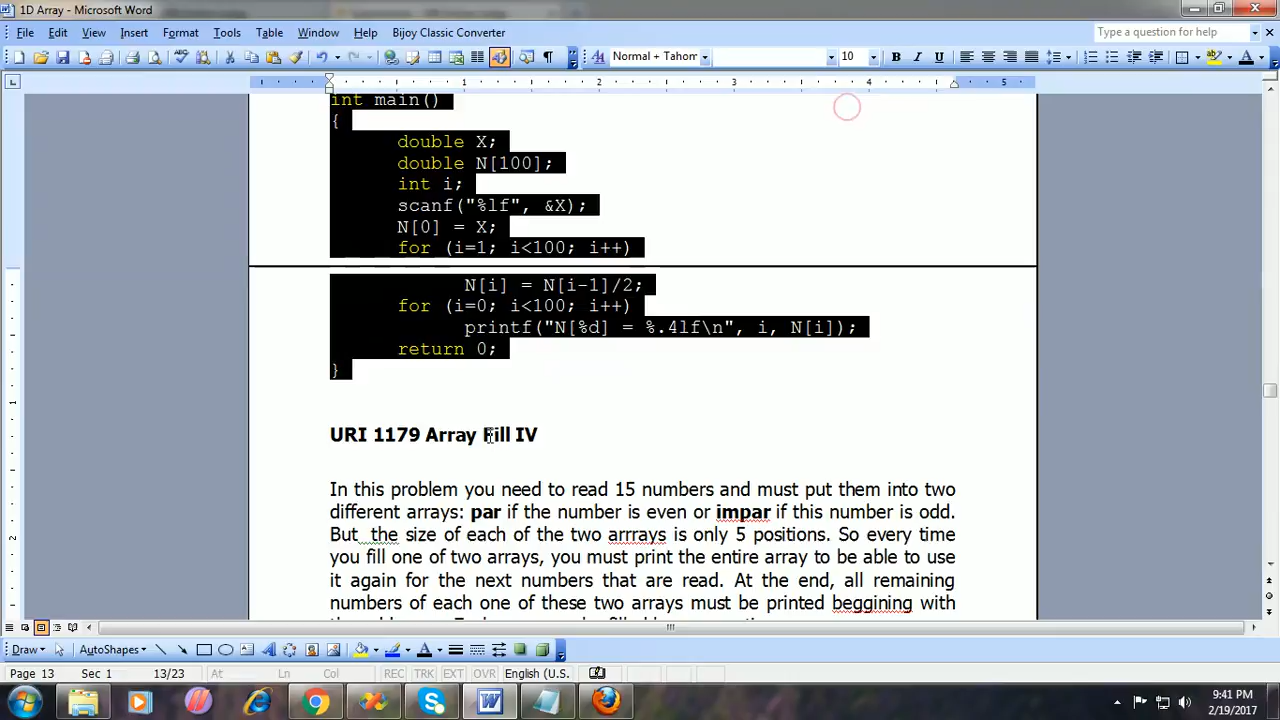 1D Array - Microsoft Word
File Edit View Insert Format Tools Table Window Help Bijoy Classic Converter
Type a question for help
Normal + Tahom 10 B I U
1 2 3 4 5
int main()
{
double X;
double N[100];
int i;
scanf("%lf", &X);
N[0] = X;
for (i=1; i<100; i++)
N[i] = N[i-1]/2;
for (i=0; i<100; i++)
printf("N[%d] = %.4lf\n", i, N[i]);
return 0;
}
URI 1179 Array Fill IV
In this problem you need to read 15 numbers and must put them into two
different arrays: par if the number is even or impar if this number is odd.
But the size of each of the two arrrays is only 5 positions. So every time
you fill one of two arrays, you must print the entire array to be able to use
it again for the next numbers that are read. At the end, all remaining
numbers of each one of these two arrays must be printed beggining with
Draw AutoShapes
Page 13 Sec 1 13/23 At Ln Col REC TRK EXT OVR English (U.S.
9:41 PM
2/19/2017